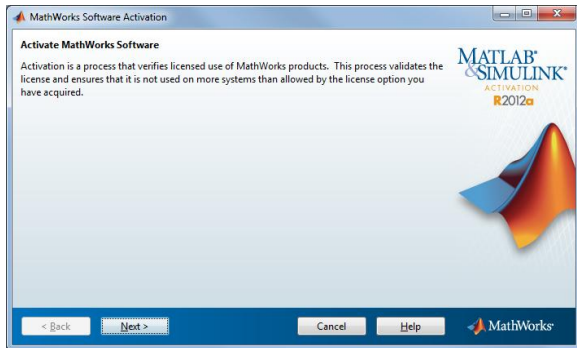 MathWorks Software Activation
Activate MathWorks Software
Activation is a process that verifies licensed use of MathWorks products. This process validates the
license and ensures that it is not used on more systems than allowed by the license option you
have acquired.
MATLAB®
&SIMULINK®
ACTIVATION
R2012a
< Back
Next >
Cancel
Help
MathWorks®